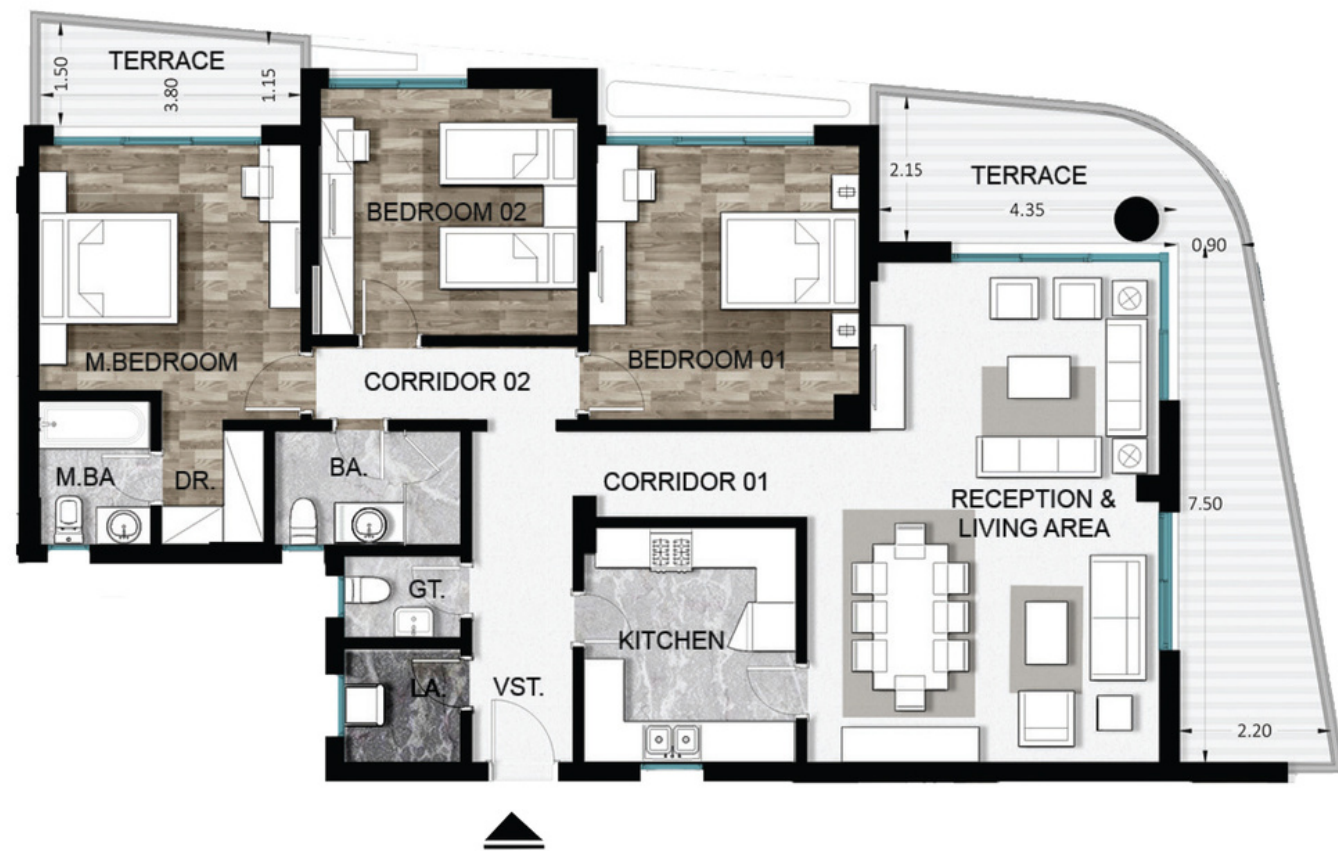 TERRACE
1.50
3.80
1.15
BEDROOM 02
2.15
TERRACE
4.35
0.90
M.BEDROOM
CORRIDOR 02
BEDROOM 01
M.BA
DR.
BA.
CORRIDOR 01
RECEPTION &
LIVING AREA
7.50
GT.
KITCHEN
LA.
VST.
2.20